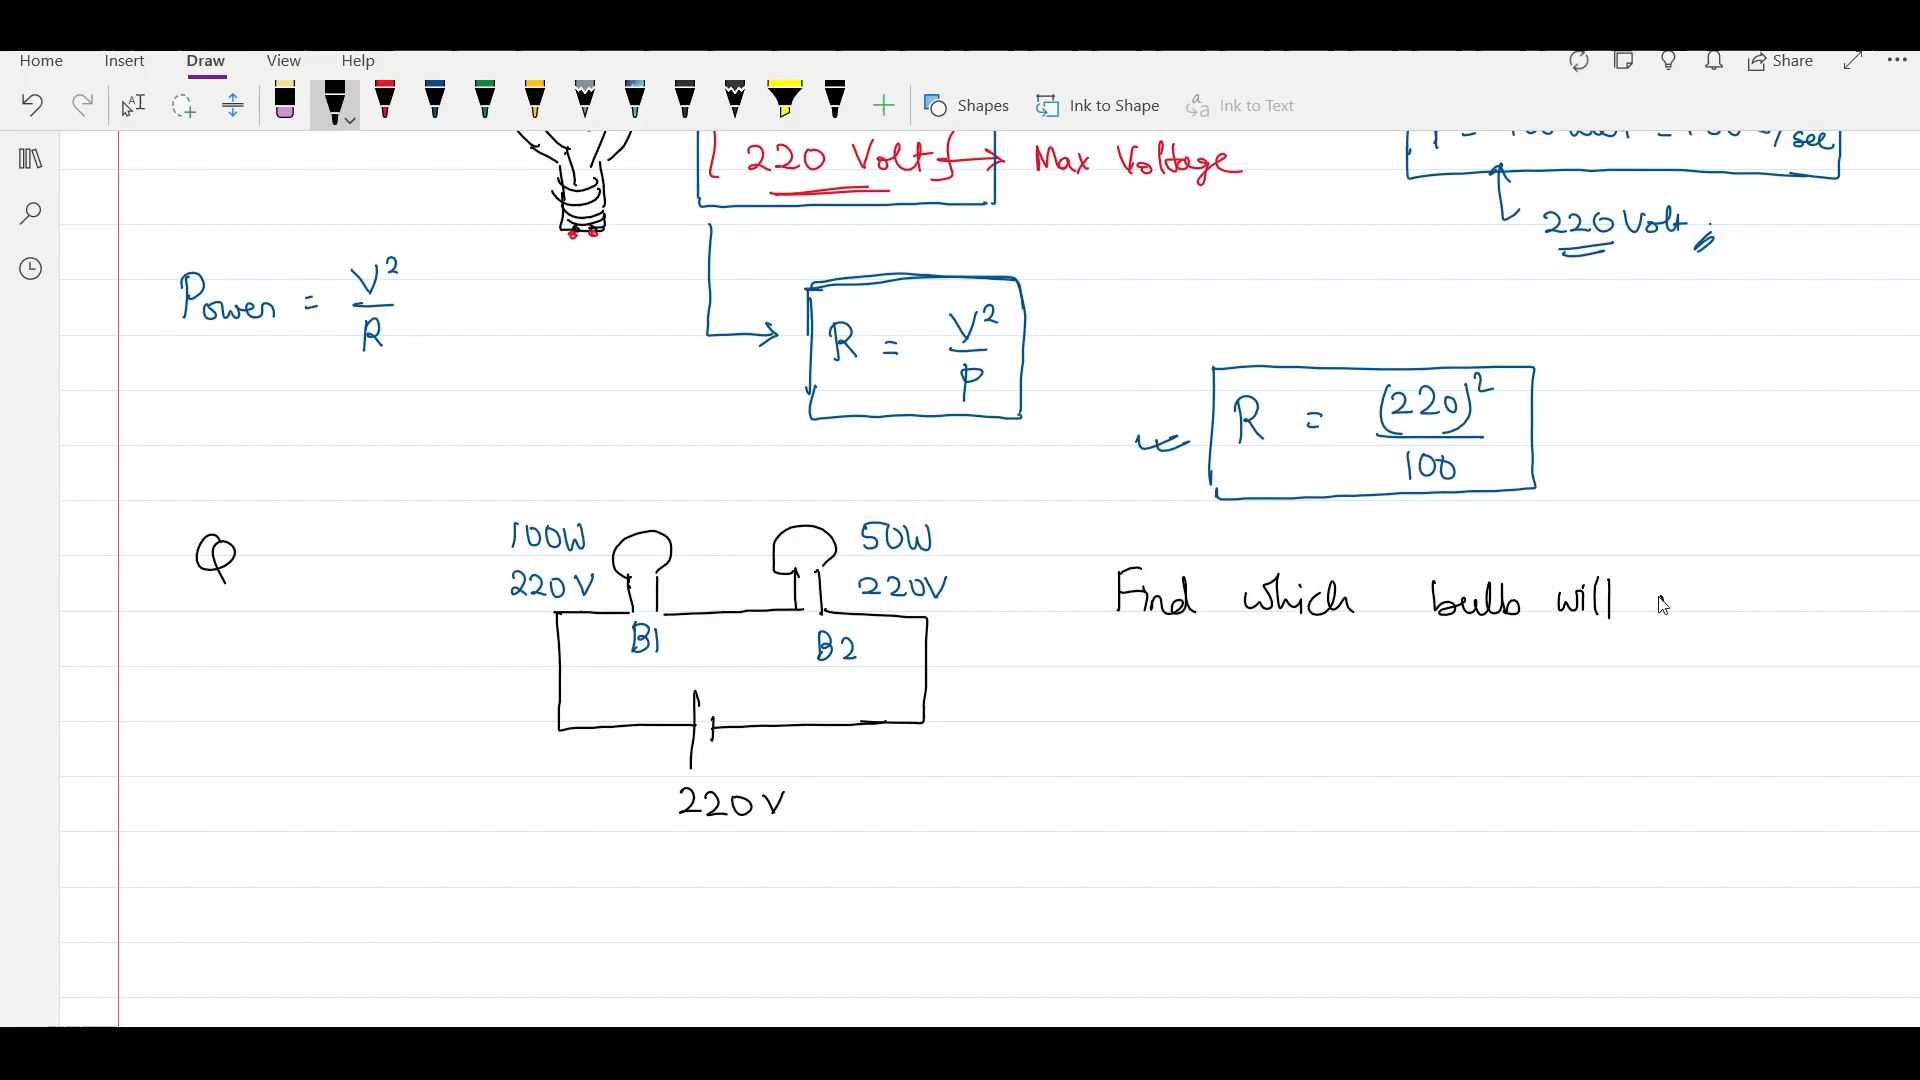 Home Insert Draw View Help
Share
Shapes Ink to Shape Ink to Text
220 Volt → Max Voltage
220 Volt
Power = V²/R
R = V²/P
R = (220)²/100
Q
100W
220V
50W
220V
B1
B2
220V
Find which bulb will